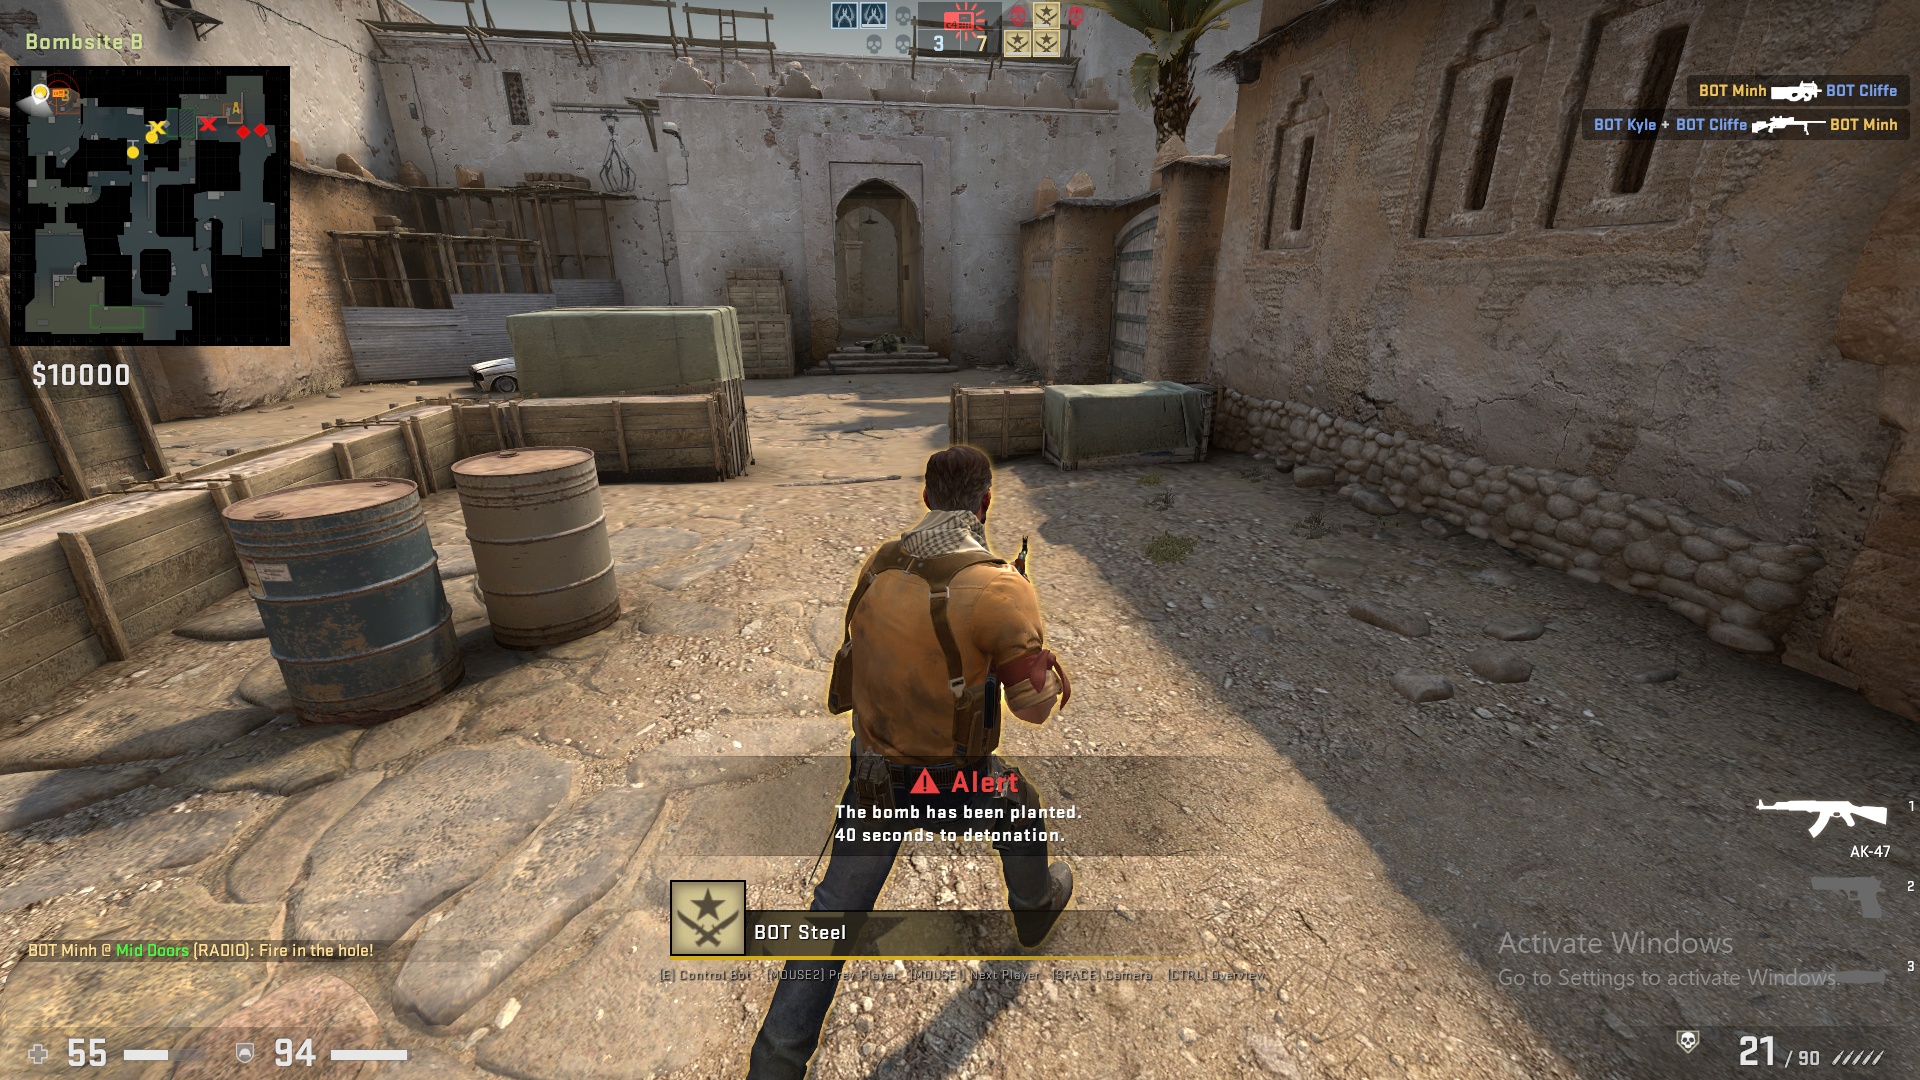 Bombsite B
A
3 7
BOT Minh BOT Cliffe
BOT Kyle + BOT Cliffe BOT Minh
$10000
Alert
The bomb has been planted.
40 seconds to detonation.
1
AK-47
2
BOT Steel
Activate Windows
Go to Settings to activate Windows.
3
BOT Minh @ Mid Doors (RADIO): Fire in the hole!
[E] Control Bot [MOUSE2] Prev Player [MOUSE1] Next Player [SPACE] Camera [CTRL] Overview
55 94
21 / 90